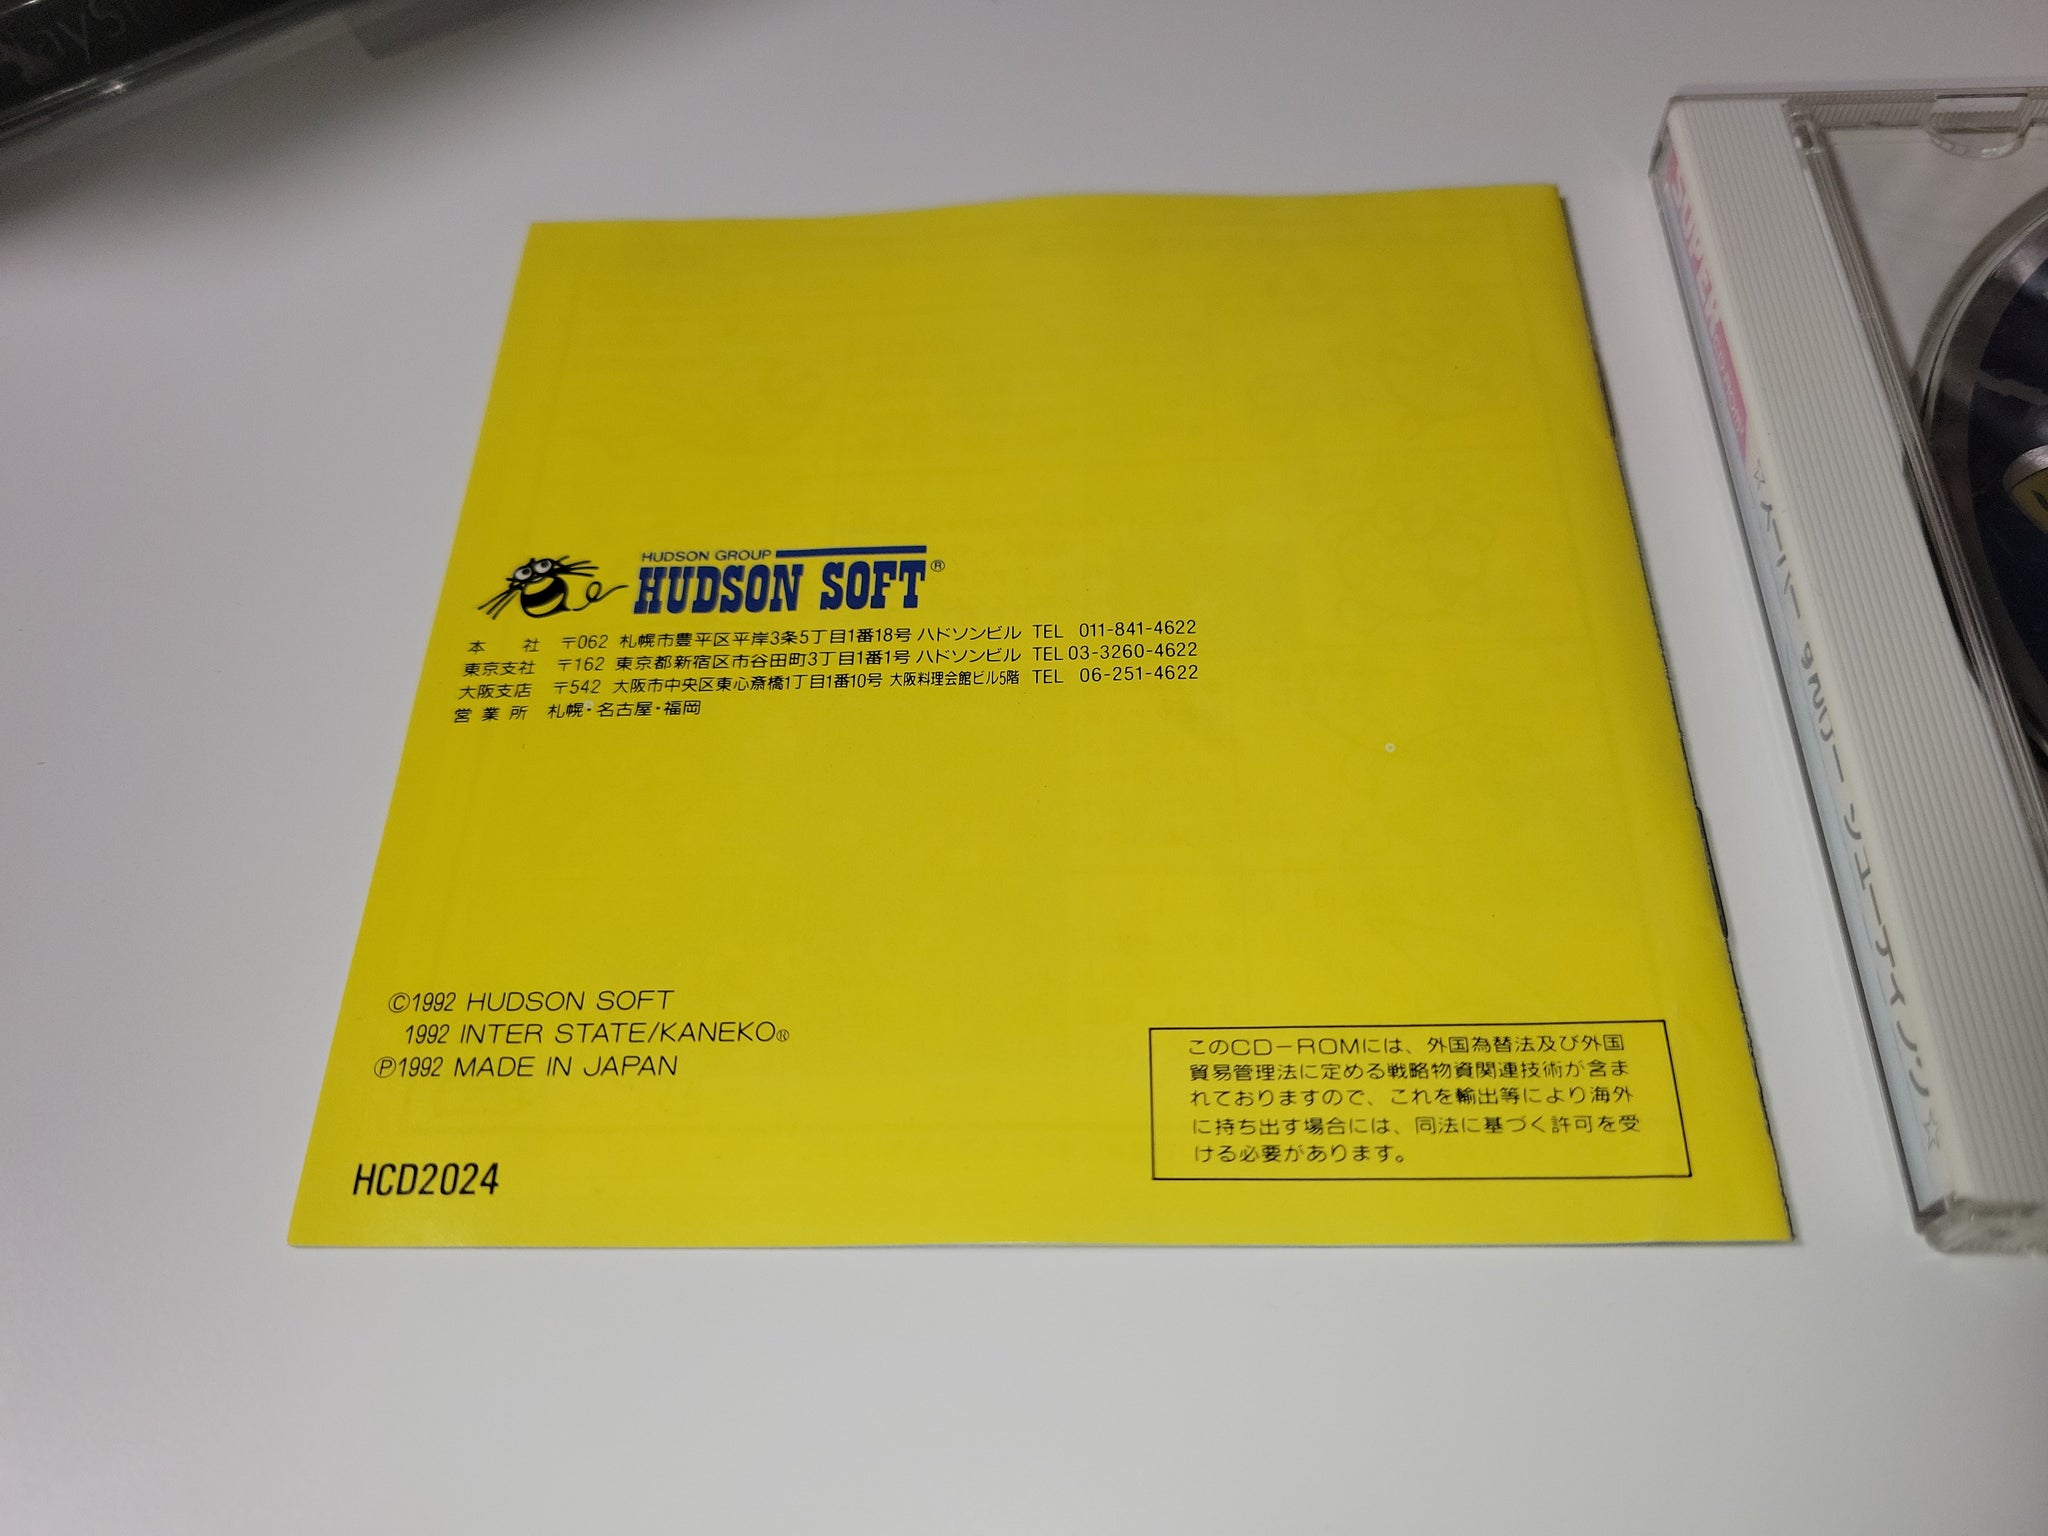 HUDSON GROUP
HUDSON SOFT®
本　社 〒062 札幌市豊平区平岸3条5丁目1番18号 ハドソンビル TEL 011-841-4622
東京支社 〒162 東京都新宿区市谷田町3丁目1番1号 ハドソンビル TEL 03-3260-4622
大阪支店 〒542 大阪市中央区東心斎橋1丁目1番10号 大阪料理会館ビル5階 TEL 06-251-4622
営業所 札幌・名古屋・福岡
©1992 HUDSON SOFT
1992 INTER STATE/KANEKO®
℗1992 MADE IN JAPAN
HCD2024
このCD-ROMには、外国為替法及び外国
貿易管理法に定める戦略物資関連技術が含ま
れておりますので、これを輸出等により海外
に持ち出す場合には、同法に基づく許可を受
ける必要があります。
SUPER CD-ROM²